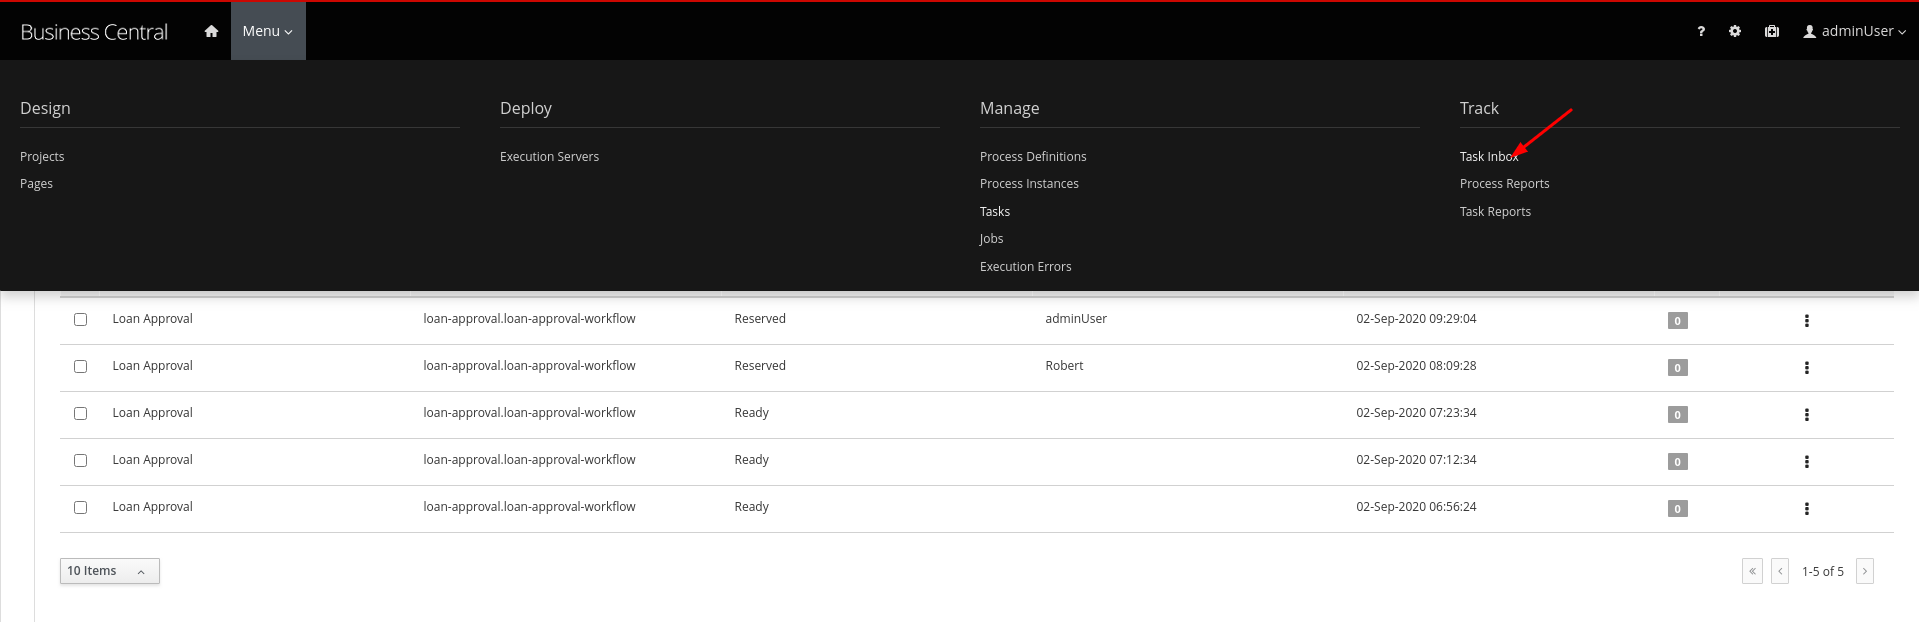 Business Central Menu ? adminUser
Design Deploy Manage Track
Projects Execution Servers Process Definitions Task Inbox
Pages Process Instances Process Reports
Tasks Task Reports
Jobs
Execution Errors
Loan Approval loan-approval.loan-approval-workflow Reserved adminUser 02-Sep-2020 09:29:04 0
Loan Approval loan-approval.loan-approval-workflow Reserved Robert 02-Sep-2020 08:09:28 0
Loan Approval loan-approval.loan-approval-workflow Ready 02-Sep-2020 07:23:34 0
Loan Approval loan-approval.loan-approval-workflow Ready 02-Sep-2020 07:12:34 0
Loan Approval loan-approval.loan-approval-workflow Ready 02-Sep-2020 06:56:24 0
10 Items « ‹ 1-5 of 5 ›